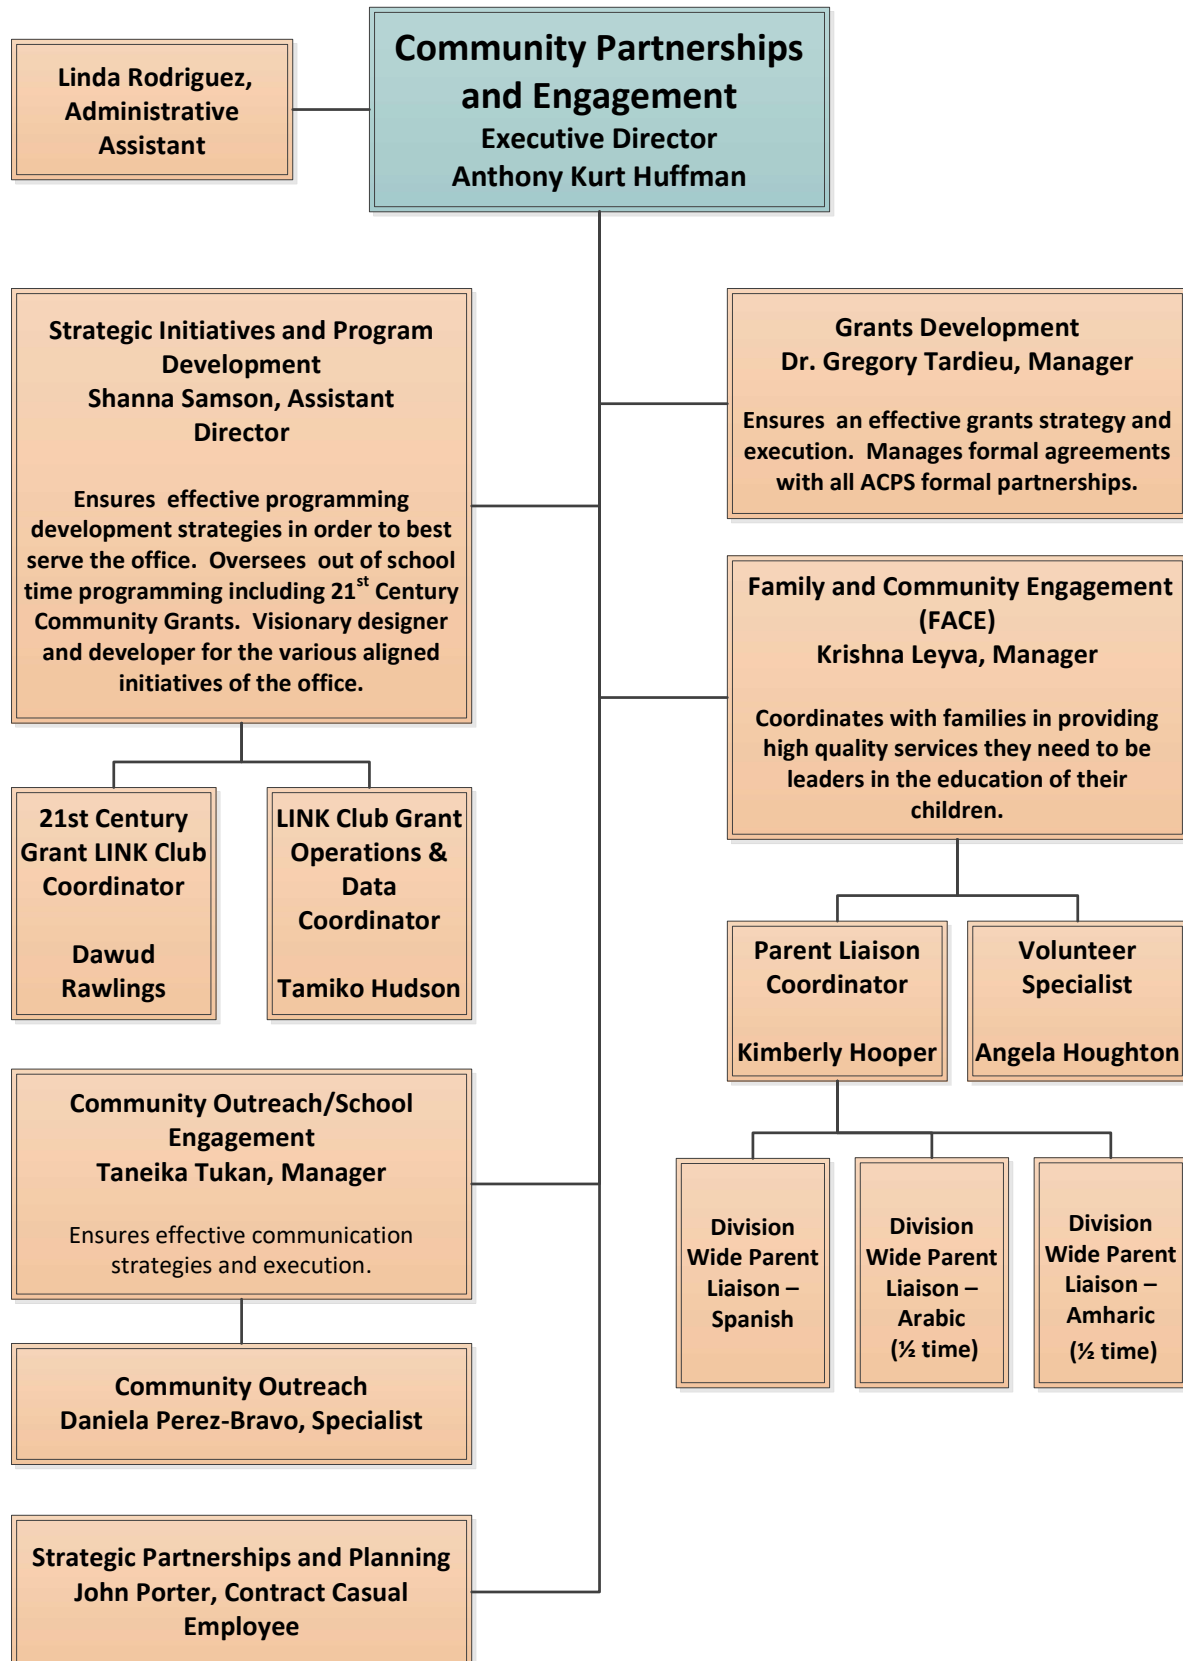 Linda Rodriguez,
Administrative
Assistant
Community Partnerships
and Engagement
Executive Director
Anthony Kurt Huffman
Strategic Initiatives and Program
Development
Shanna Samson, Assistant
Director
Ensures effective programming
development strategies in order to best
serve the office. Oversees out of school
time programming including 21st Century
Community Grants. Visionary designer
and developer for the various aligned
initiatives of the office.
21st Century
Grant LINK Club
Coordinator
Dawud
Rawlings
LINK Club Grant
Operations &
Data
Coordinator
Tamiko Hudson
Community Outreach/School
Engagement
Taneika Tukan, Manager
Ensures effective communication
strategies and execution.
Community Outreach
Daniela Perez-Bravo, Specialist
Strategic Partnerships and Planning
John Porter, Contract Casual
Employee
Grants Development
Dr. Gregory Tardieu, Manager
Ensures an effective grants strategy and
execution. Manages formal agreements
with all ACPS formal partnerships.
Family and Community Engagement
(FACE)
Krishna Leyva, Manager
Coordinates with families in providing
high quality services they need to be
leaders in the education of their
children.
Parent Liaison
Coordinator
Kimberly Hooper
Volunteer
Specialist
Angela Houghton
Division
Wide Parent
Liaison –
Spanish
Division
Wide Parent
Liaison –
Arabic
(½ time)
Division
Wide Parent
Liaison –
Amharic
(½ time)